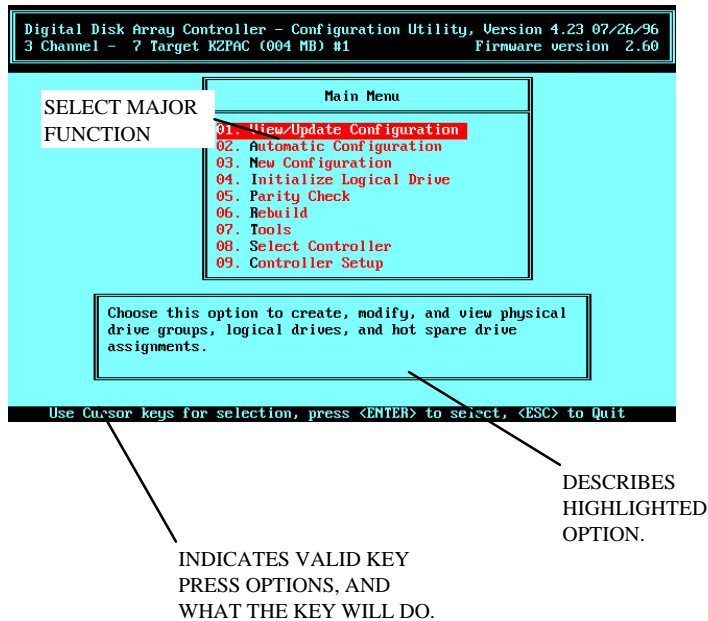 Digital Disk Array Controller - Configuration Utility, Version 4.23 07/26/96
3 Channel - 7 Target KZPAC (004 MB) #1 Firmware version 2.60
Main Menu
SELECT MAJOR
FUNCTION
01. View/Update Configuration
02. Automatic Configuration
03. New Configuration
04. Initialize Logical Drive
05. Parity Check
06. Rebuild
07. Tools
08. Select Controller
09. Controller Setup
Choose this option to create, modify, and view physical
drive groups, logical drives, and hot spare drive
assignments.
Use Cursor keys for selection, press <ENTER> to select, <ESC> to Quit
DESCRIBES
HIGHLIGHTED
OPTION.
INDICATES VALID KEY
PRESS OPTIONS, AND
WHAT THE KEY WILL DO.